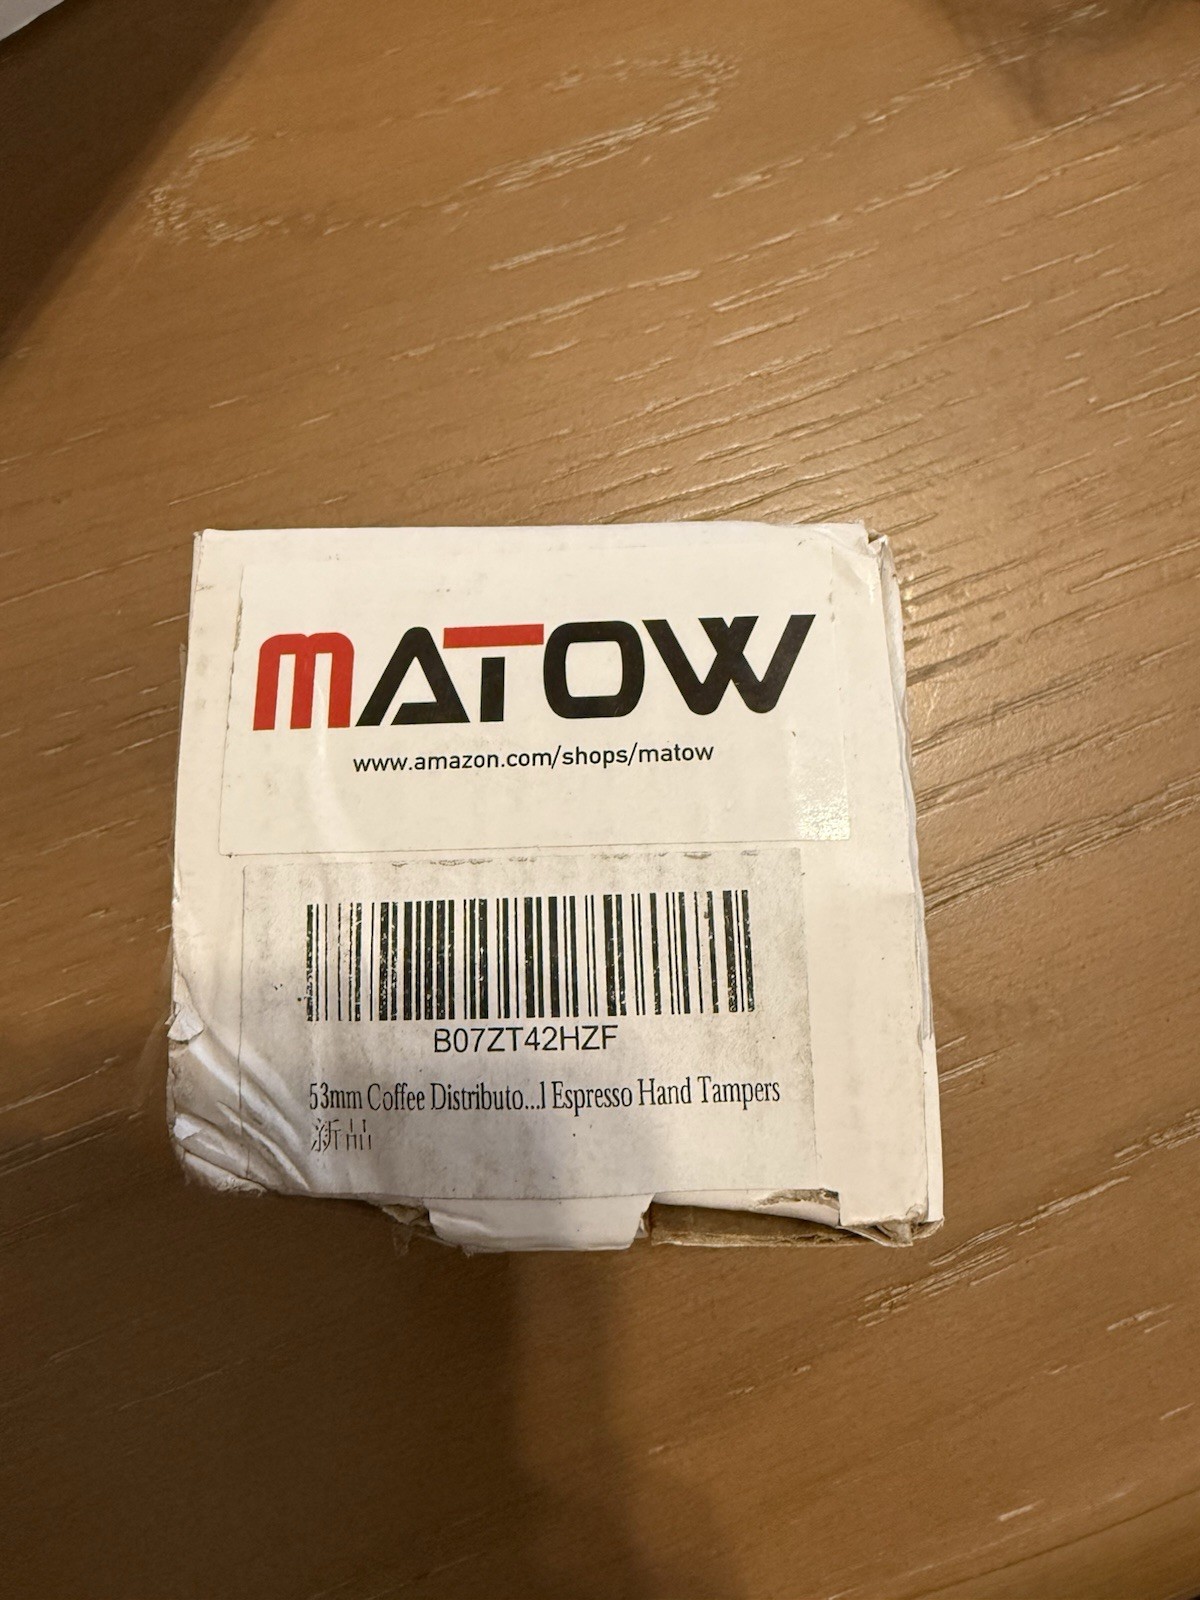 MATOW
www.amazon.com/shops/matow
B07ZT42HZF
53mm Coffee Distributo...l Espresso Hand Tampers
新品